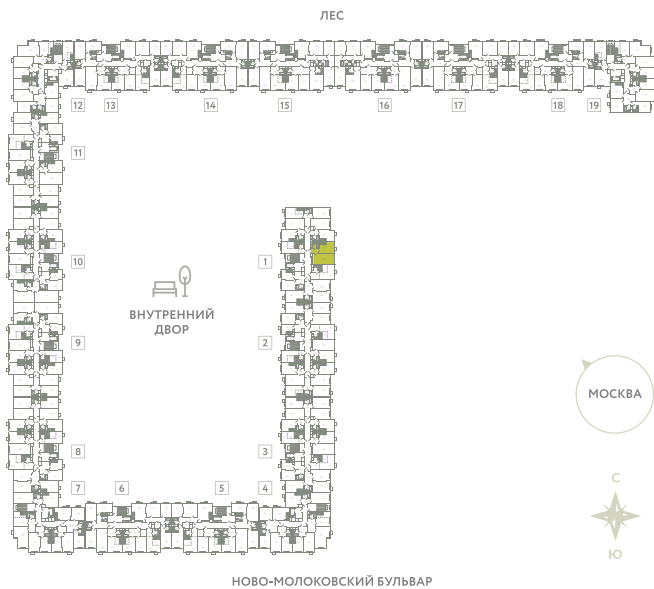 ЛЕС
12 13 14 15 16 17 18 19
11
10 1
ВНУТРЕННИЙ
ДВОР
9 2
МОСКВА
8 3
7 6 5 4
С
Ю
НОВО-МОЛОКОВСКИЙ БУЛЬВАР